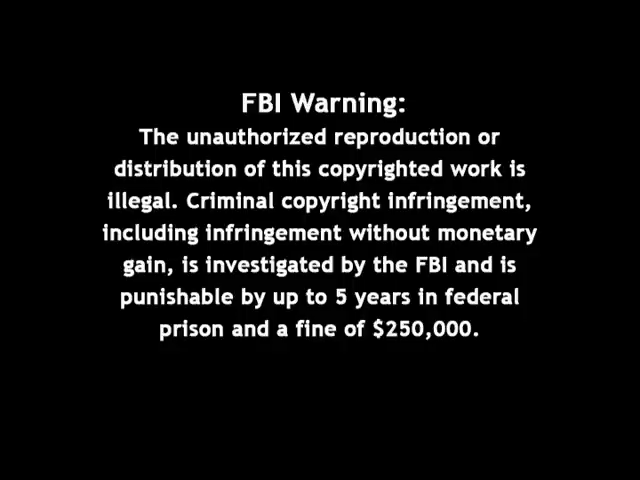 FBI Warning:
The unauthorized reproduction or
distribution of this copyrighted work is
illegal. Criminal copyright infringement,
including infringement without monetary
gain, is investigated by the FBI and is
punishable by up to 5 years in federal
prison and a fine of $250,000.